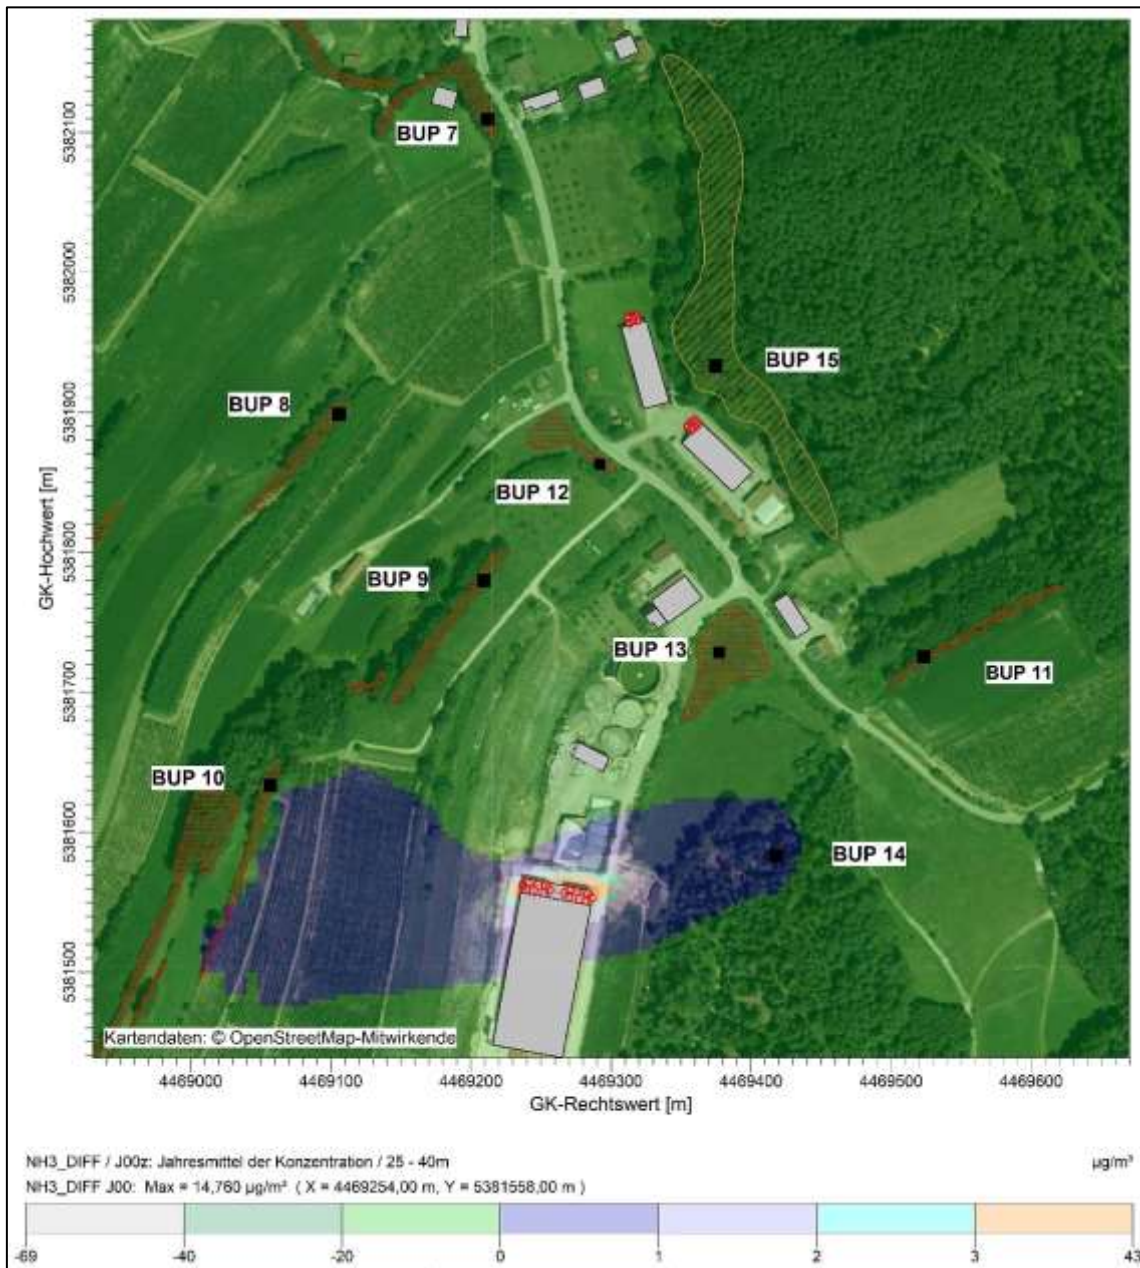 5382100
5382000
5381900
5381800
5381700
5381600
5381500
GK-Hochwert [m]
BUP 7
BUP 15
BUP 8
BUP 12
BUP 9
BUP 13
BUP 11
BUP 10
BUP 14
Kartendaten: © OpenStreetMap-Mitwirkende
4469000 4469100 4469200 4469300 4469400 4469500 4469600
GK-Rechtswert [m]
NH3_DIFF / J00z: Jahresmittel der Konzentration / 25 - 40m µg/m³
NH3_DIFF J00: Max = 14,760 µg/m³ ( X = 4469254,00 m, Y = 5381558,00 m )
-69 -40 -20 0 1 2 3 43